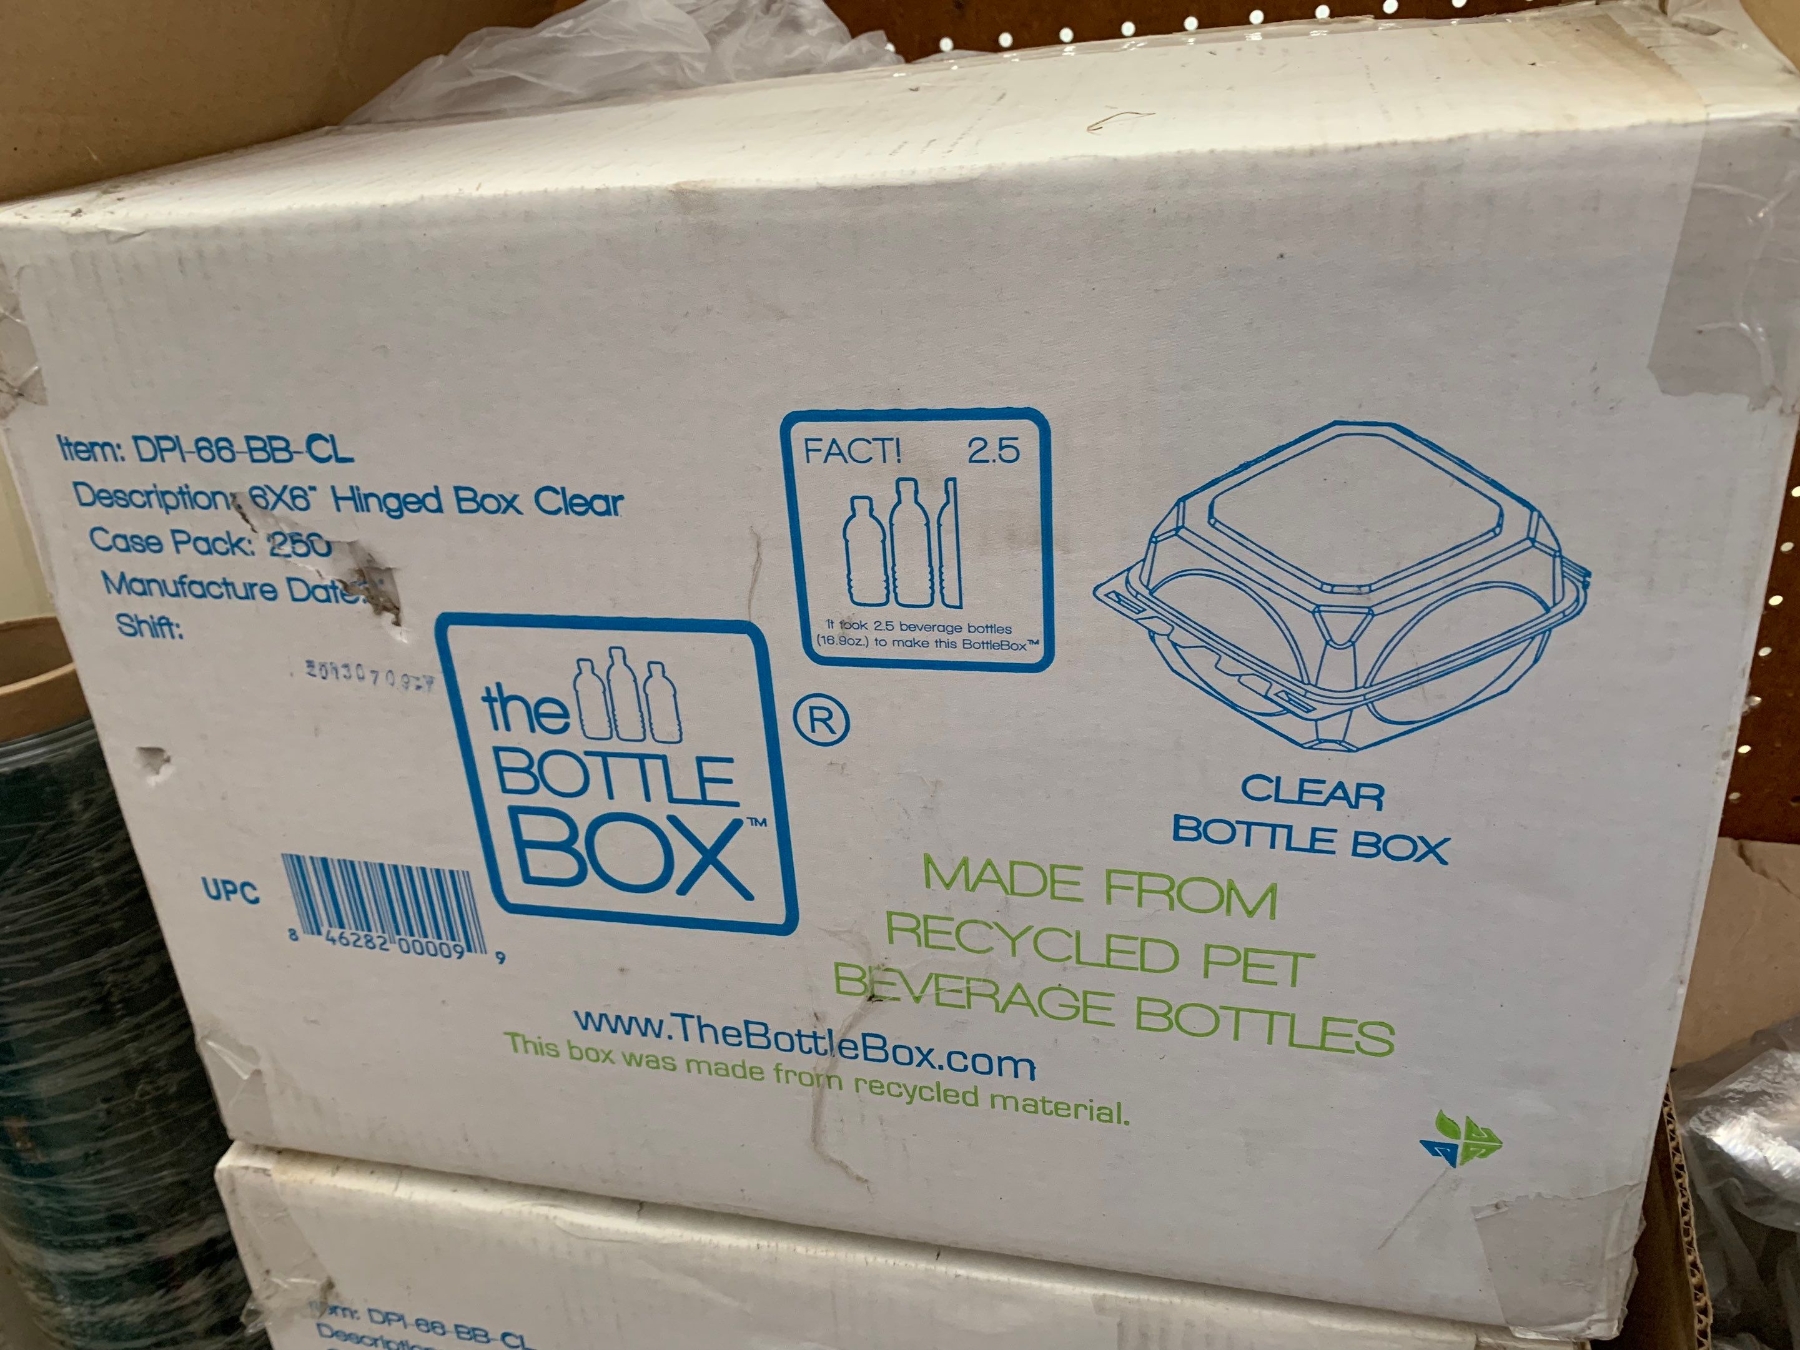 Item: DPI-66-BB-CL
Description: 6X6" Hinged Box Clear
Case Pack: 250
Manufacture Date:
Shift:
FACT! 2.5
It took 2.5 beverage bottles
(16.9oz.) to make this BottleBox™
the
BOTTLE
BOX™
®
CLEAR
BOTTLE BOX
UPC
8 46282 00009 9
MADE FROM
RECYCLED PET
BEVERAGE BOTTLES
www.TheBottleBox.com
This box was made from recycled material.
Item: DPI-66-BB-CL